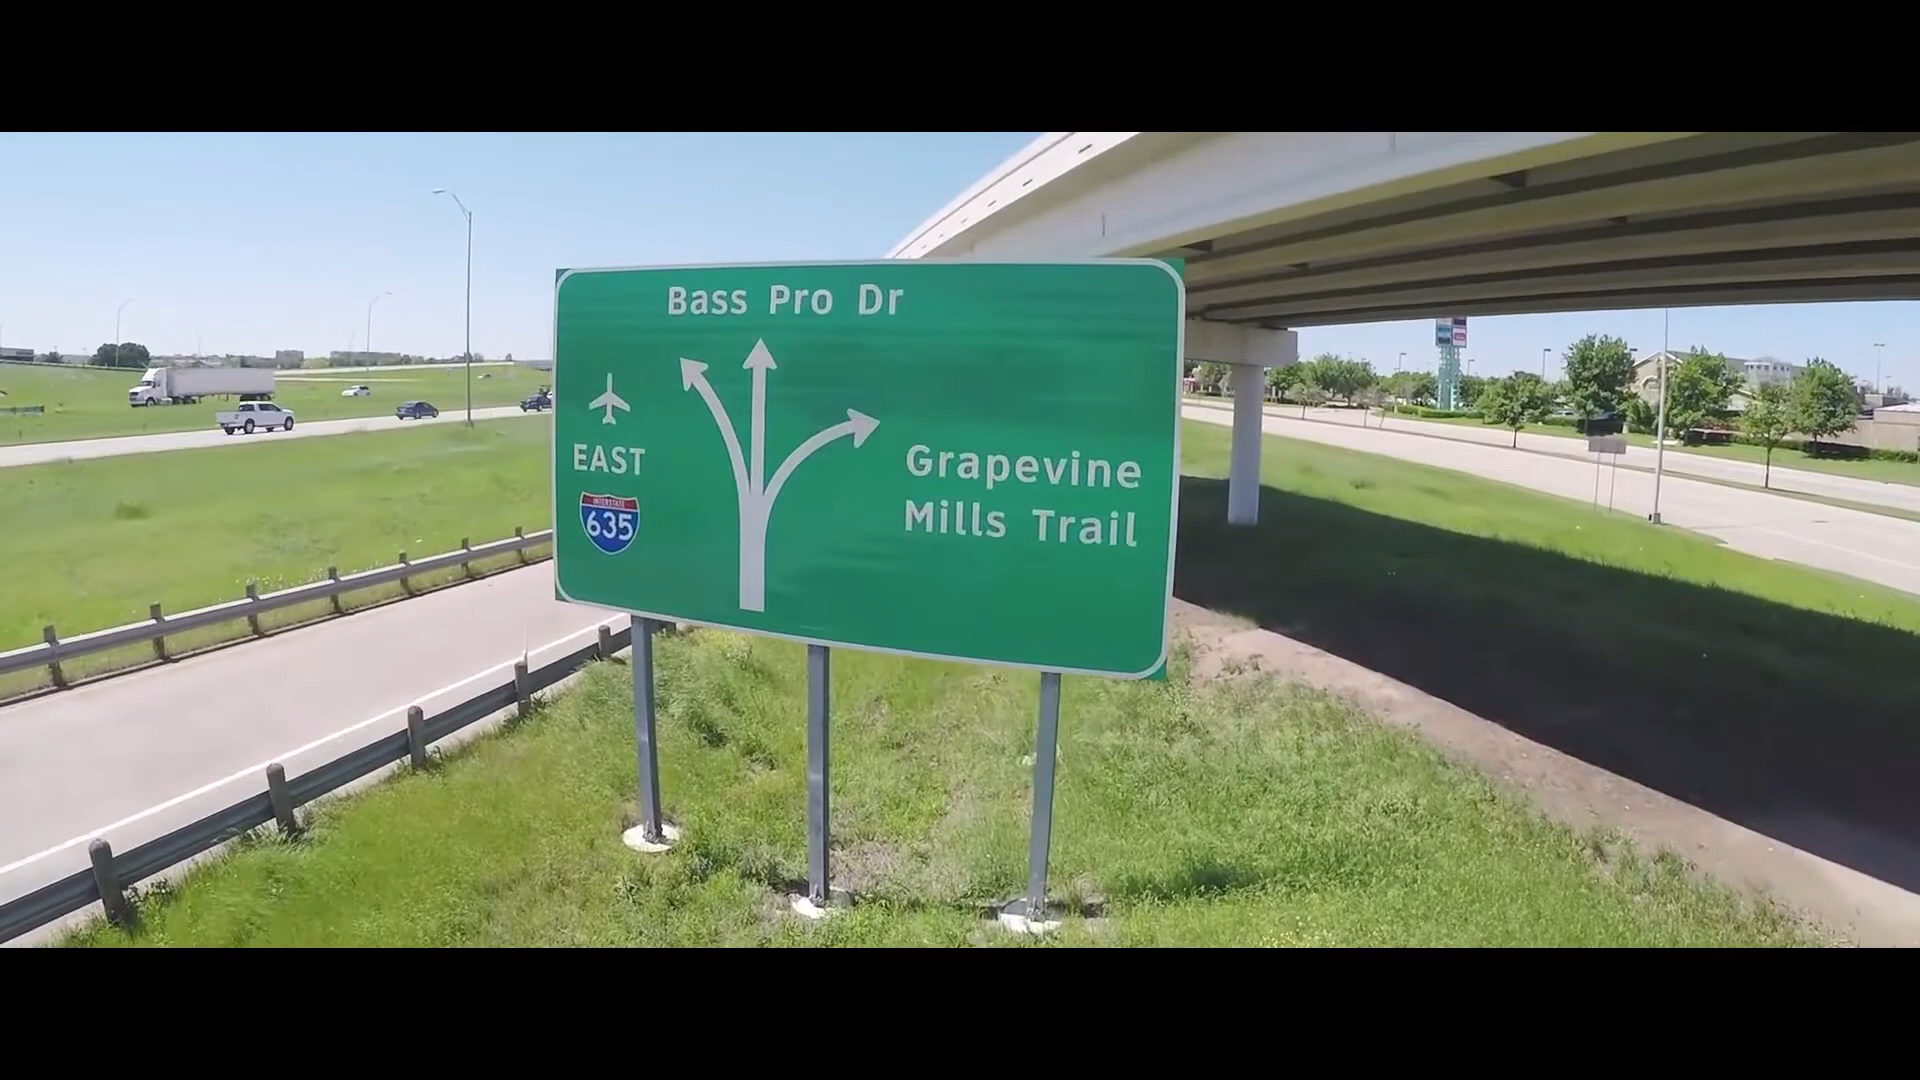 Bass Pro Dr
EAST
INTERSTATE
635
Grapevine
Mills Trail